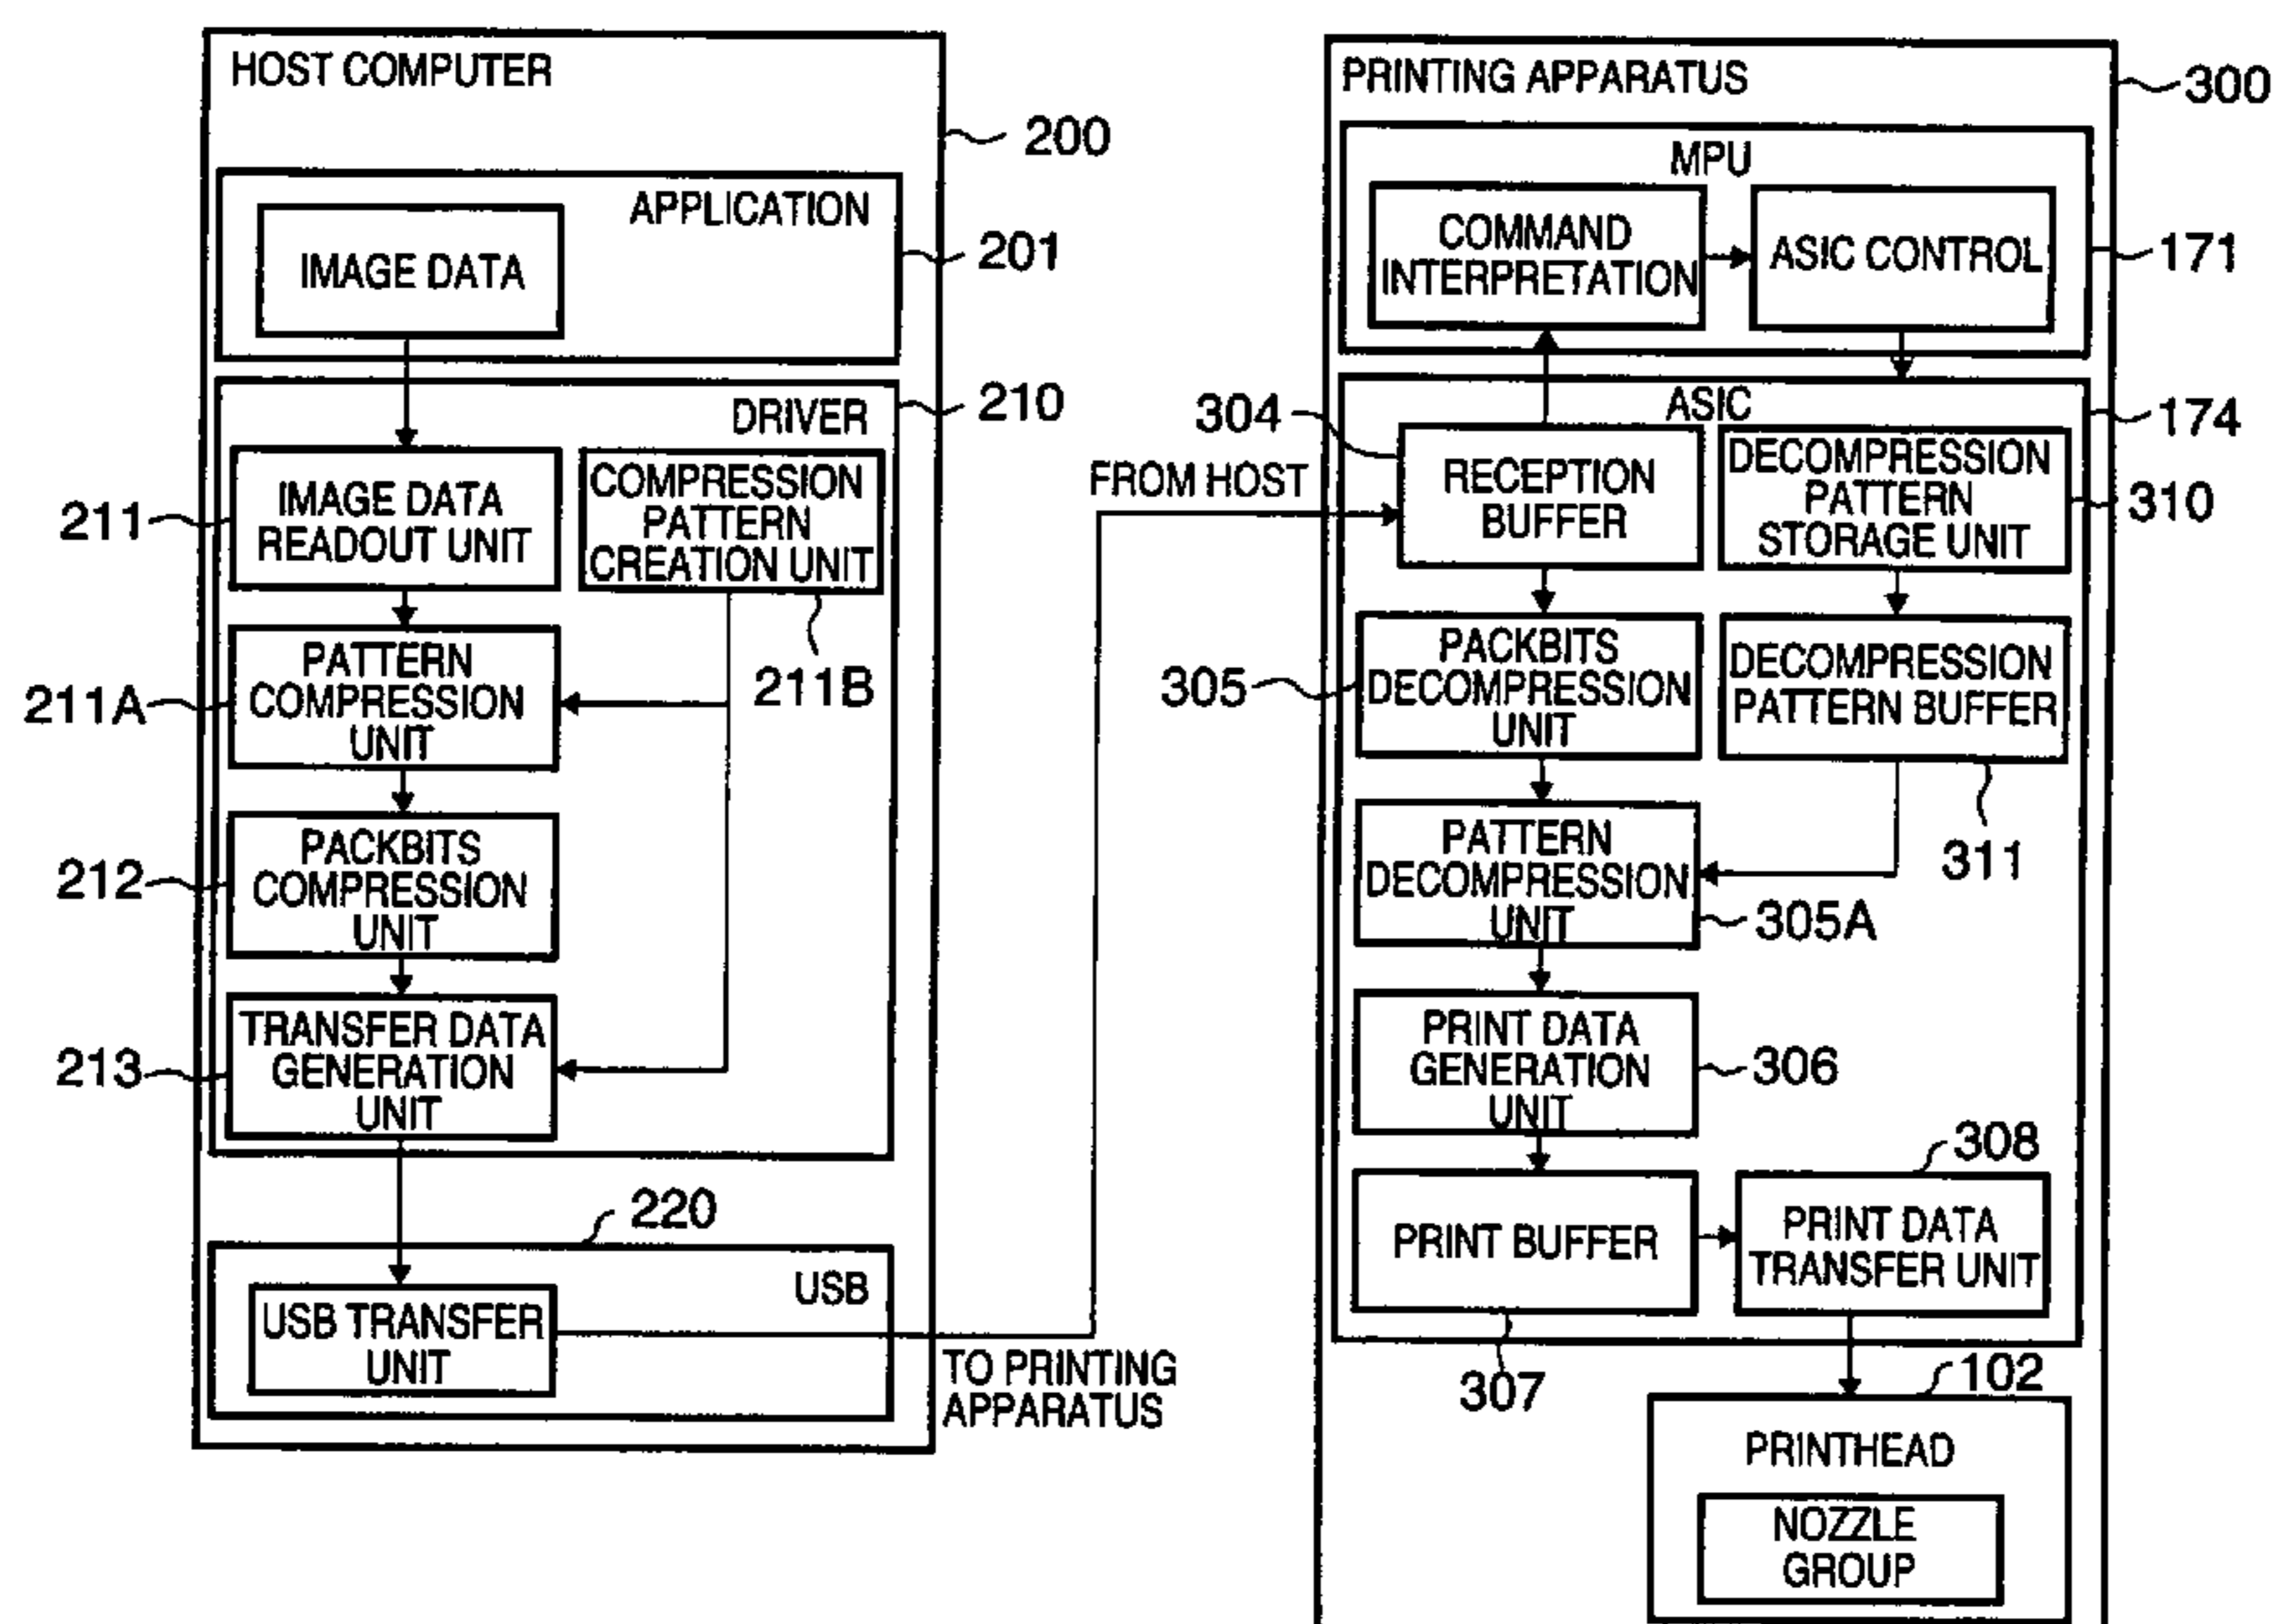 HOST COMPUTER
200
APPLICATION
IMAGE DATA
201
DRIVER
210
IMAGE DATA
READOUT UNIT
211
COMPRESSION
PATTERN
CREATION UNIT
211B
PATTERN
COMPRESSION
UNIT
211A
PACKBITS
COMPRESSION
UNIT
212
TRANSFER DATA
GENERATION
UNIT
213
220
USB
USB TRANSFER
UNIT
TO PRINTING
APPARATUS
FROM HOST
PRINTING APPARATUS
300
MPU
COMMAND
INTERPRETATION
ASIC CONTROL
171
ASIC
174
304
RECEPTION
BUFFER
DECOMPRESSION
PATTERN
STORAGE UNIT
310
305
PACKBITS
DECOMPRESSION
UNIT
DECOMPRESSION
PATTERN BUFFER
311
PATTERN
DECOMPRESSION
UNIT
305A
PRINT DATA
GENERATION
UNIT
306
308
PRINT BUFFER
307
PRINT DATA
TRANSFER UNIT
102
PRINTHEAD
NOZZLE
GROUP